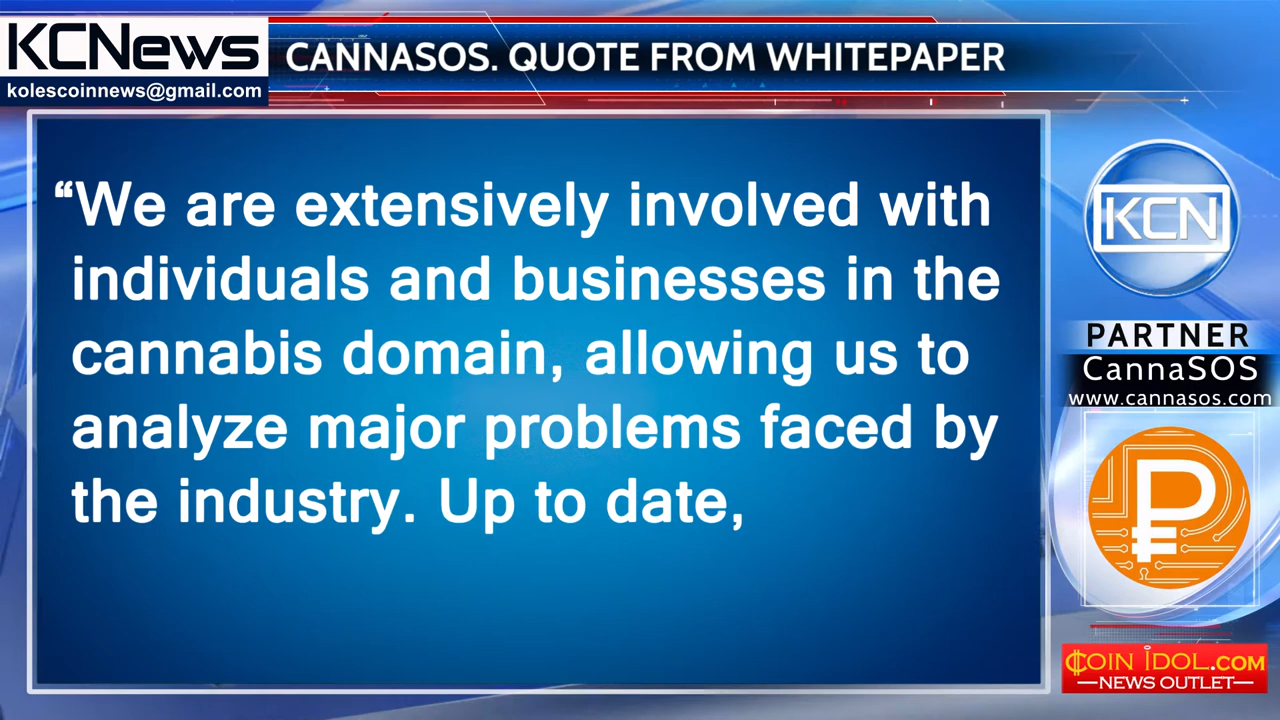 KCNews
kolescoinnews@gmail.com
CANNASOS. QUOTE FROM WHITEPAPER
“We are extensively involved with
individuals and businesses in the
cannabis domain, allowing us to
analyze major problems faced by
the industry. Up to date,
KCN
PARTNER
CannaSOS
www.cannasos.com
COIN IDOL.COM
—NEWS OUTLET—